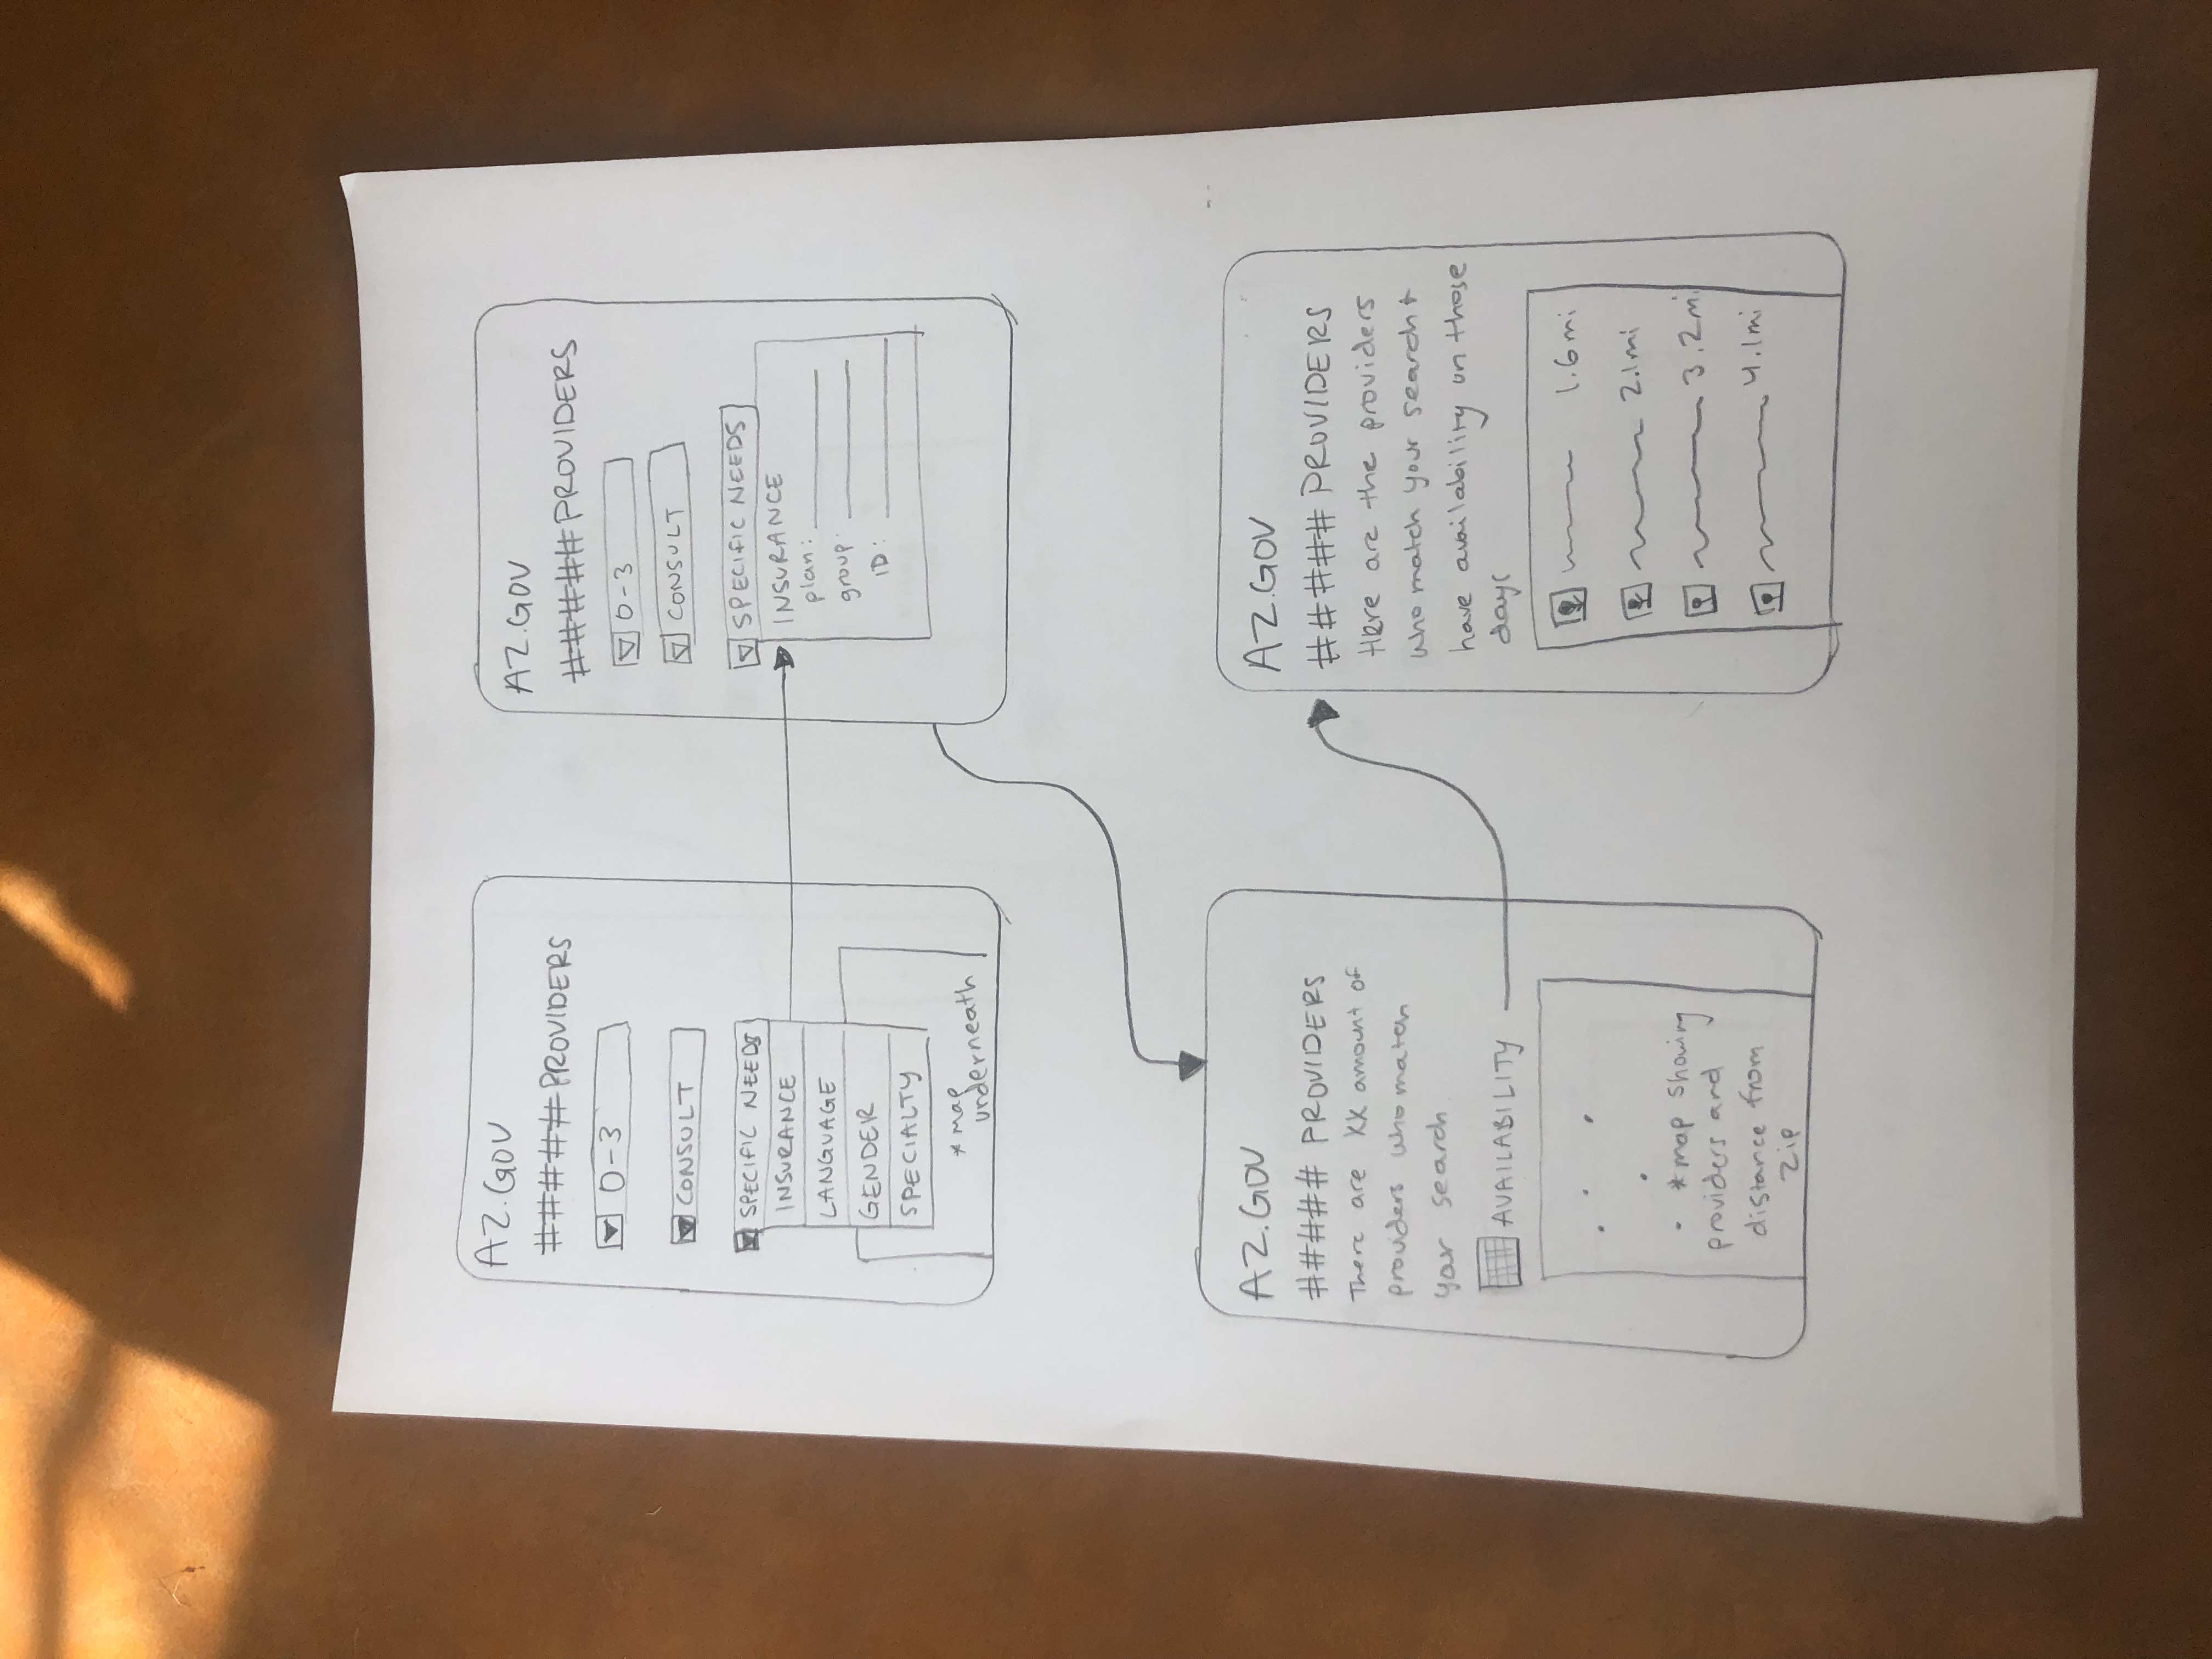 AZ.GOV
##### PROVIDERS
0-3
CONSULT
SPECIFIC NEEDS
INSURANCE
LANGUAGE
GENDER
SPECIALTY
* map
underneath
AZ.GOV
##### PROVIDERS
0-3
CONSULT
SPECIFIC NEEDS
INSURANCE
plan:
group:
ID:
AZ.GOV
##### PROVIDERS
There are XX amount of
providers who match
your search
AVAILABILITY
*map showing
providers and
distance from
zip
AZ.GOV
##### PROVIDERS
Here are the providers
who match your search +
have availability on those
days
1.6mi
2.1mi
3.2mi
4.1mi